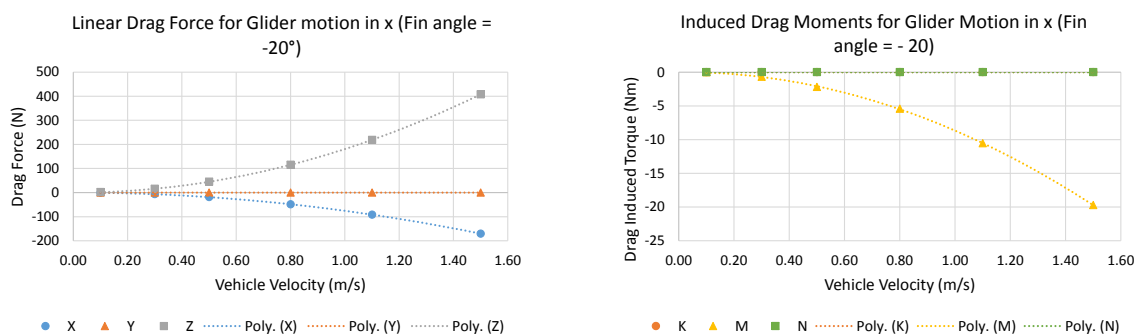 Linear Drag Force for Glider motion in x (Fin angle =
-20°)
Drag Force (N)
500
400
300
200
100
0
-100
-200
0.00 0.20 0.40 0.60 0.80 1.00 1.20 1.40 1.60
Vehicle Velocity (m/s)
X Y Z Poly. (X) Poly. (Y) Poly. (Z)
Induced Drag Moments for Glider Motion in x (Fin
angle = - 20)
Drag Induced Torque (Nm)
0
-5
-10
-15
-20
-25
0.00 0.20 0.40 0.60 0.80 1.00 1.20 1.40 1.60
Vehicle Velocity (m/s)
K M N Poly. (K) Poly. (M) Poly. (N)